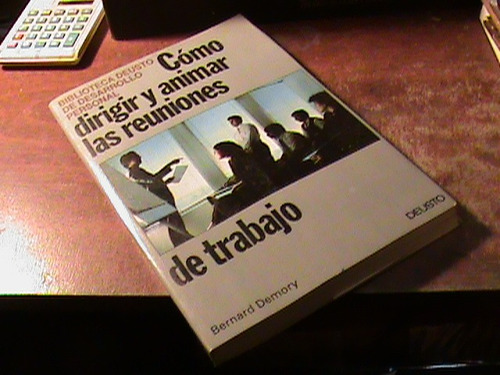 BIBLIOTECA DEUSTO
DE DESARROLLO
PERSONAL
Cómo
dirigir y animar
las reuniones
de trabajo
Bernard Demory
DEUSTO